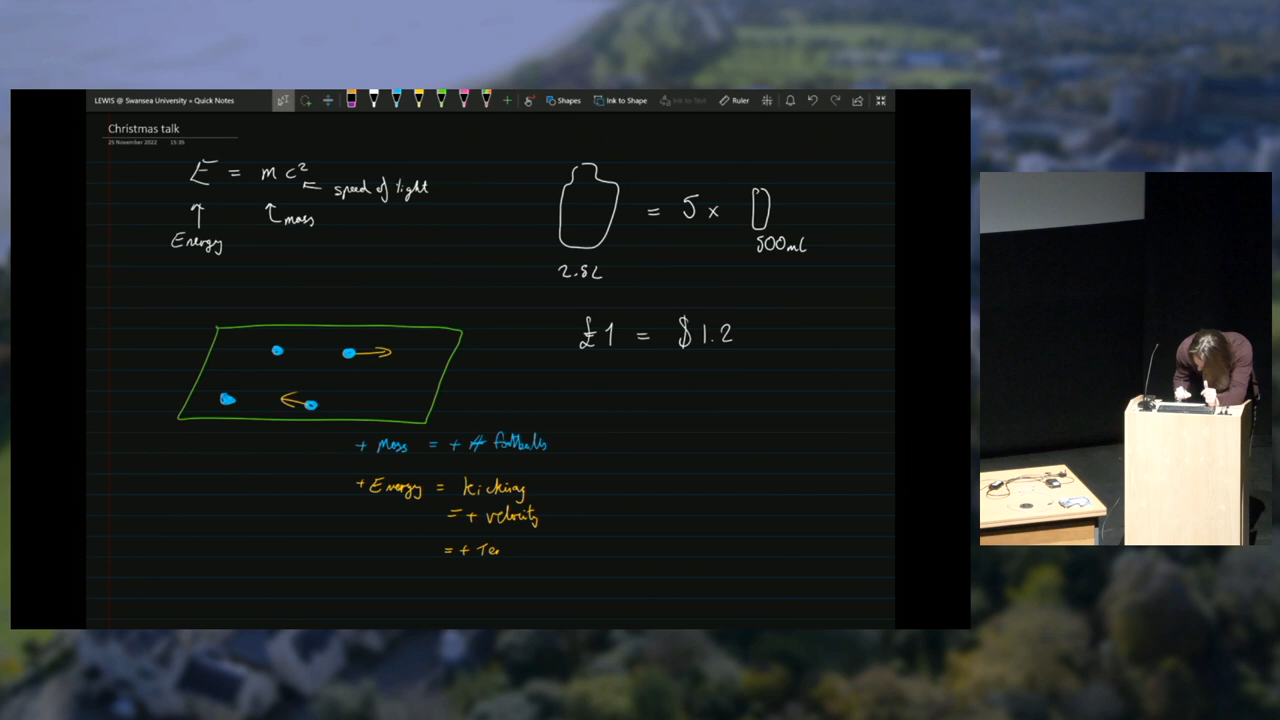 LEWIS @ Swansea University » Quick Notes
Shapes
Ink to Shape
Ink to Text
Ruler
Christmas talk
25 November 2022 15:35
E = mc²
speed of light
mass
Energy
= 5 x
500mL
2.5L
£1 = $1.2
+ Mass = + # footballs
+ Energy = kicking
= + velocity
= + Te